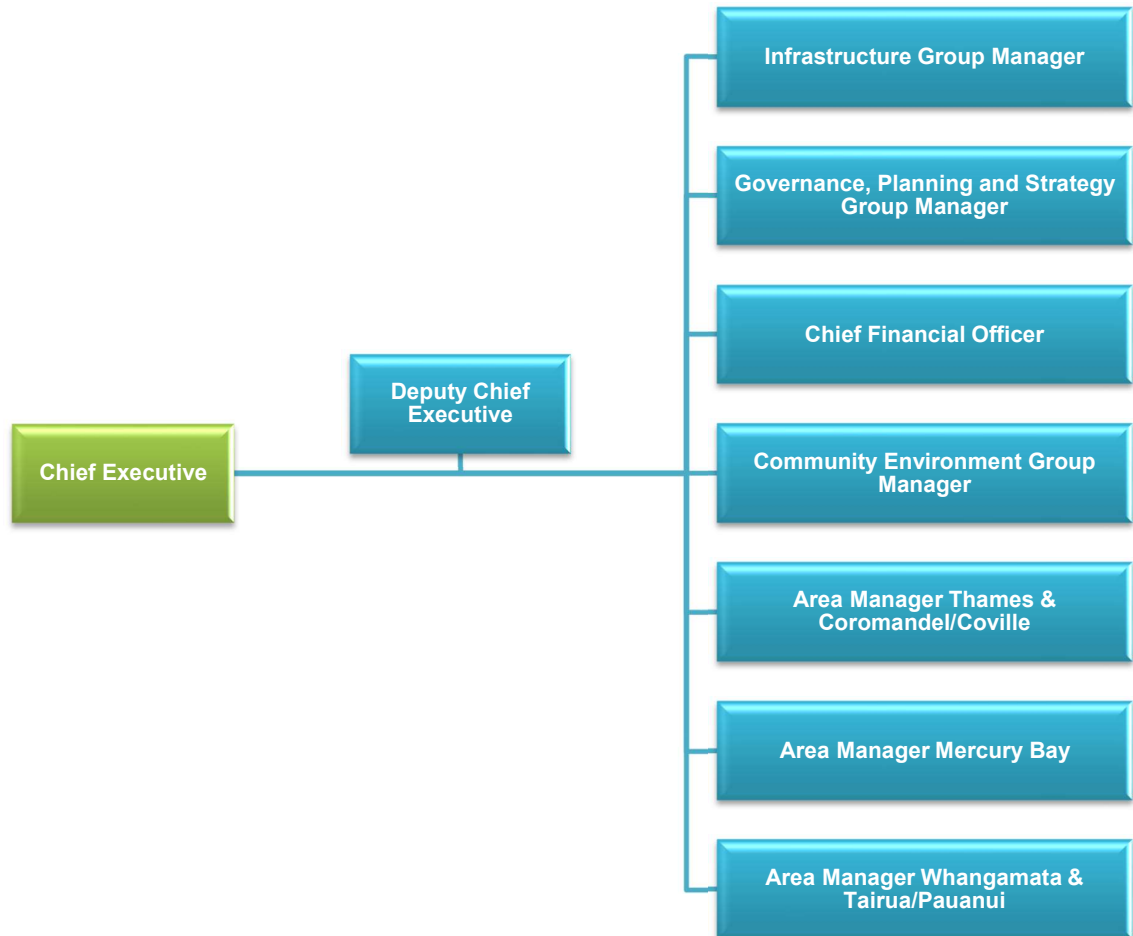 Infrastructure Group Manager
Governance, Planning and Strategy
Group Manager
Chief Financial Officer
Deputy Chief
Executive
Chief Executive
Community Environment Group
Manager
Area Manager Thames &
Coromandel/Coville
Area Manager Mercury Bay
Area Manager Whangamata &
Tairua/Pauanui